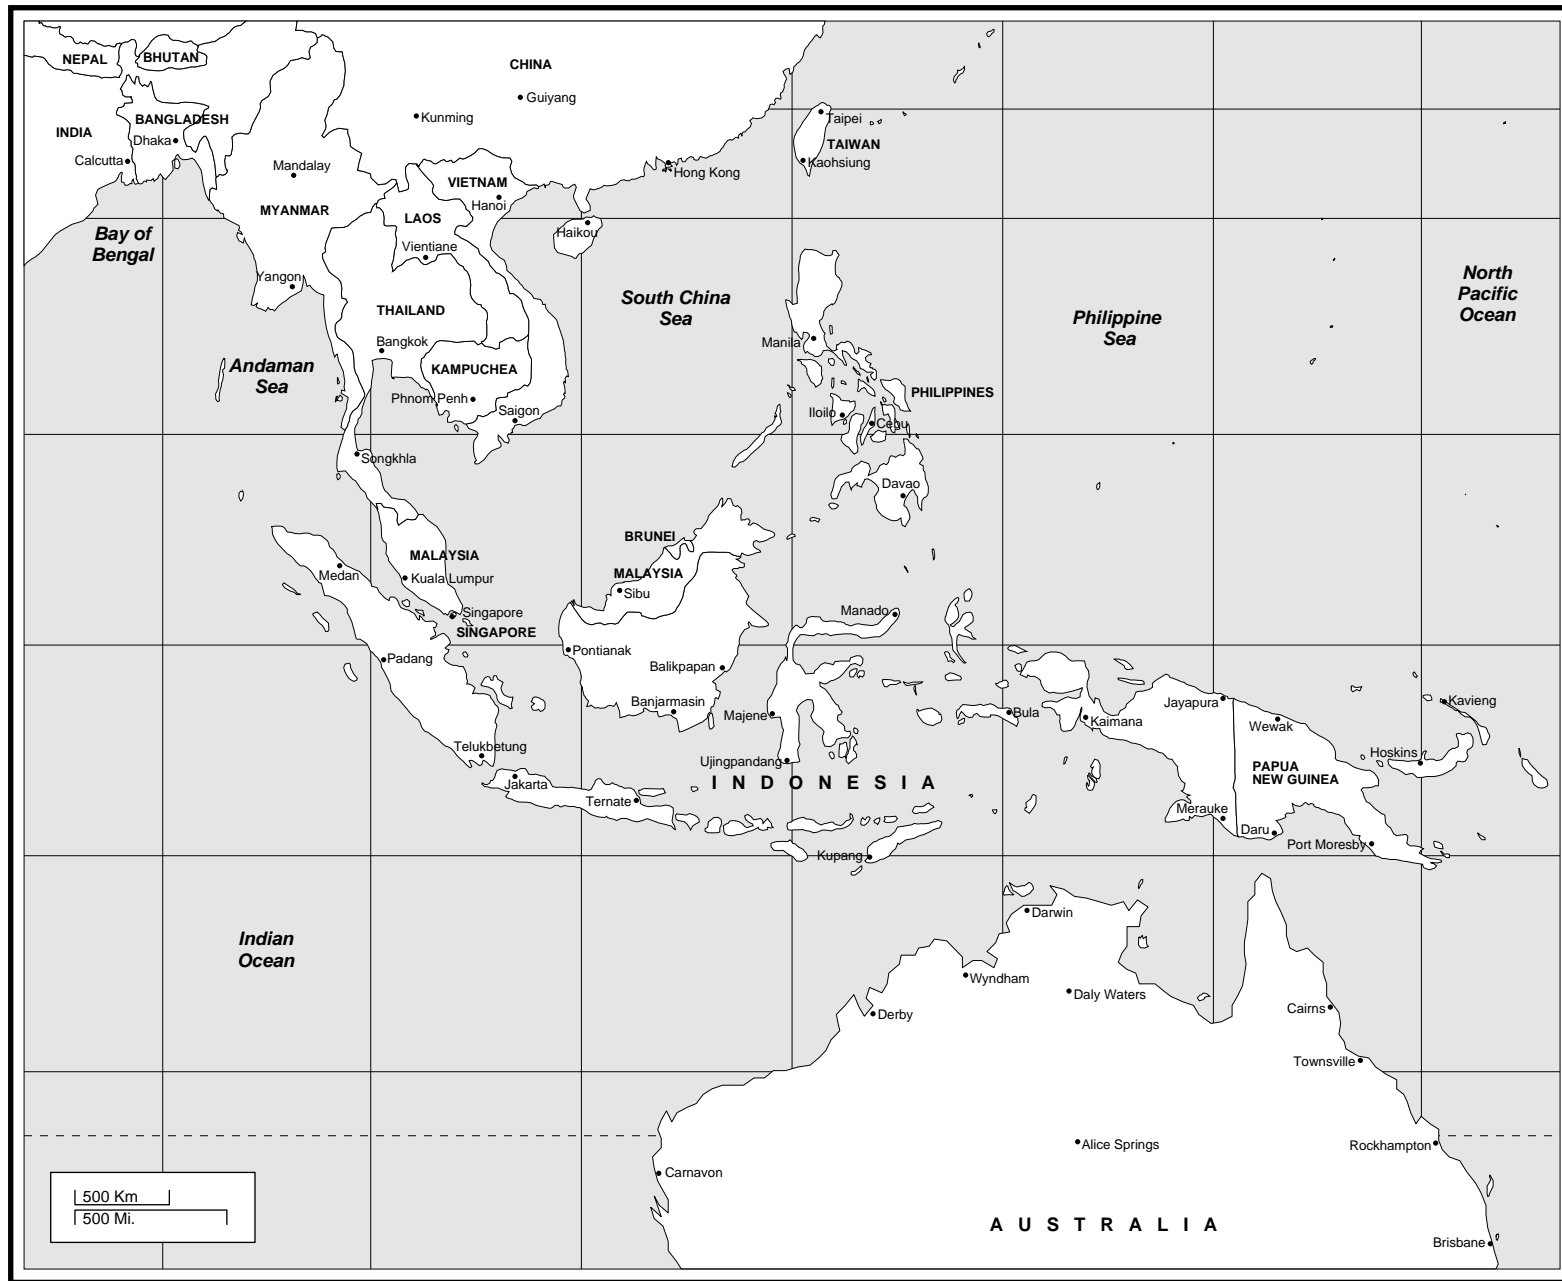 NEPAL
BHUTAN
CHINA
Guiyang
Kunming
BANGLADESH
INDIA
Dhaka
Calcutta
Taipei
TAIWAN
Kaohsiung
Hong Kong
Mandalay
VIETNAM
Hanoi
MYANMAR
LAOS
Haikou
Vientiane
Bay of
Bengal
Yangon
South China
Sea
Philippine
Sea
North
Pacific
Ocean
THAILAND
Bangkok
Manila
Andaman
Sea
KAMPUCHEA
Phnom Penh
Saigon
PHILIPPINES
Iloilo
Cebu
Songkhla
Davao
BRUNEI
MALAYSIA
Kuala Lumpur
MALAYSIA
Sibu
Medan
Singapore
SINGAPORE
Manado
Padang
Pontianak
Balikpapan
Banjarmasin
Majene
Bula
Kaimana
Jayapura
Wewak
Kavieng
Telukbetung
Ujingpandang
Hoskins
Jakarta
INDONESIA
PAPUA
NEW GUINEA
Ternate
Merauke
Daru
Port Moresby
Kupang
Darwin
Indian
Ocean
Wyndham
Daly Waters
Derby
Cairns
Townsville
Alice Springs
Rockhampton
Carnavon
500 Km
500 Mi.
AUSTRALIA
Brisbane